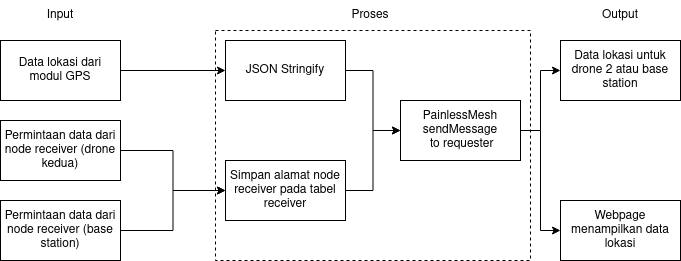 Input
Proses
Output
Data lokasi dari
modul GPS
JSON Stringify
Data lokasi untuk
drone 2 atau base
station
Permintaan data dari
node receiver (drone
kedua)
PainlessMesh
sendMessage
to requester
Simpan alamat node
receiver pada tabel
receiver
Permintaan data dari
node receiver (base
station)
Webpage
menampilkan data
lokasi